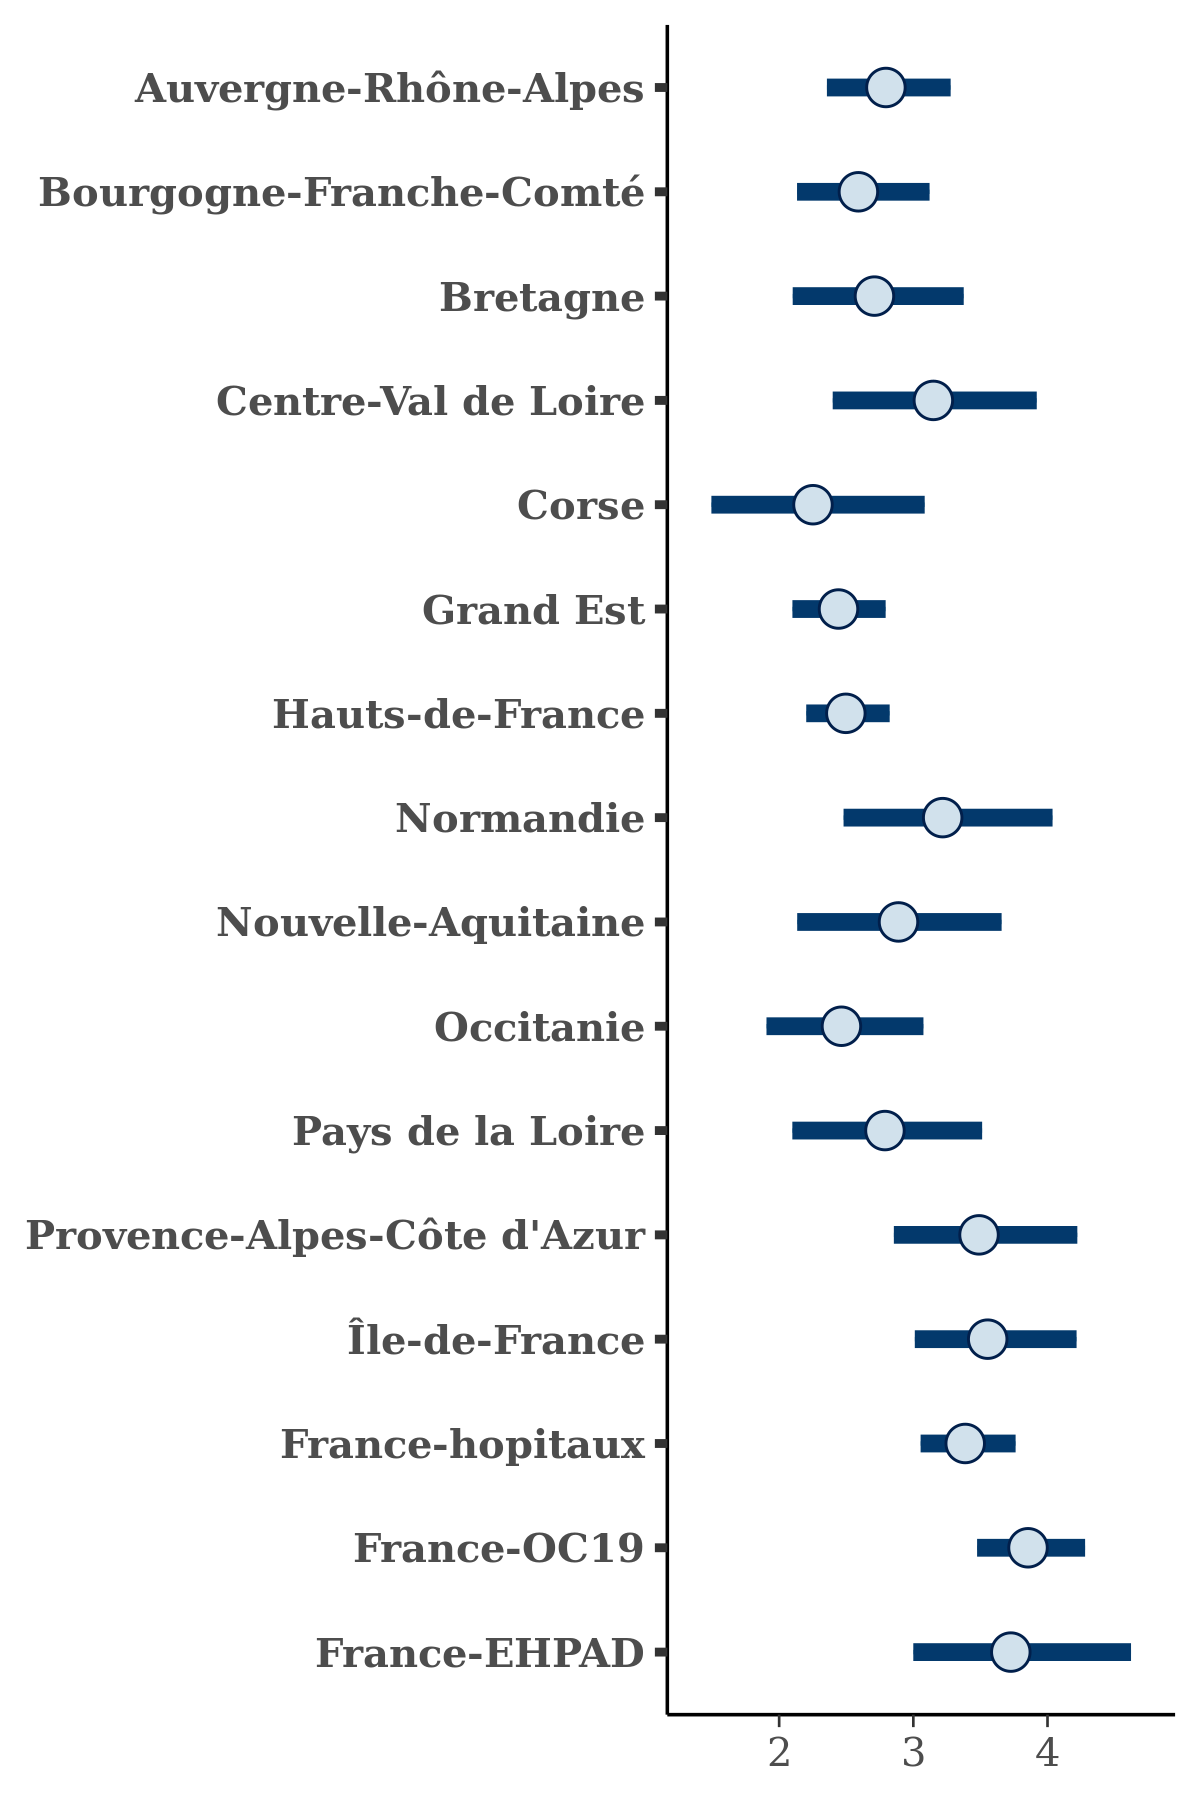 Auvergne-Rhône-Alpes
Bourgogne-Franche-Comté
Bretagne
Centre-Val de Loire
Corse
Grand Est
Hauts-de-France
Normandie
Nouvelle-Aquitaine
Occitanie
Pays de la Loire
Provence-Alpes-Côte d'Azur
Île-de-France
France-hopitaux
France-OC19
France-EHPAD
2 3 4